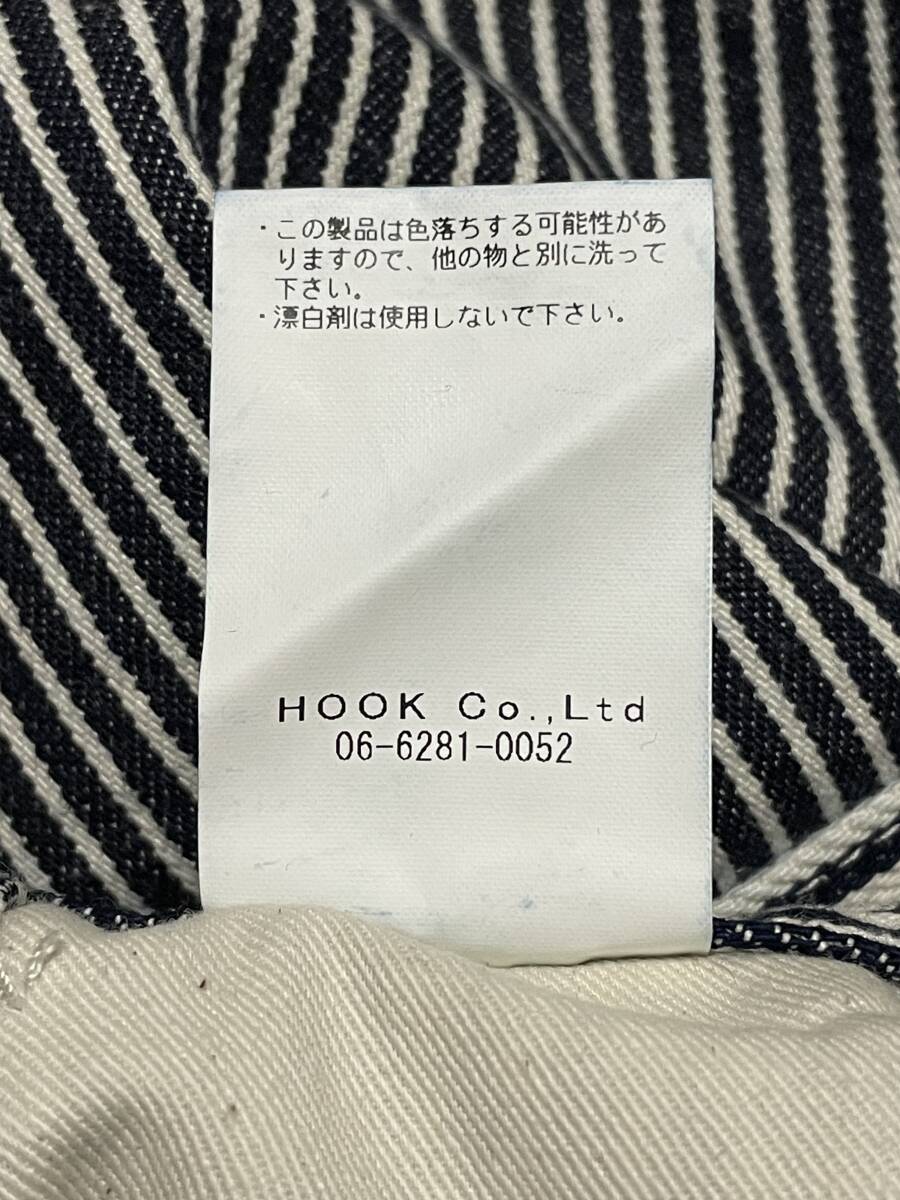 ・この製品は色落ちする可能性があ
りますので、他の物と別に洗って
下さい。
・漂白剤は使用しないで下さい。
HOOK Co.,Ltd
06-6281-0052